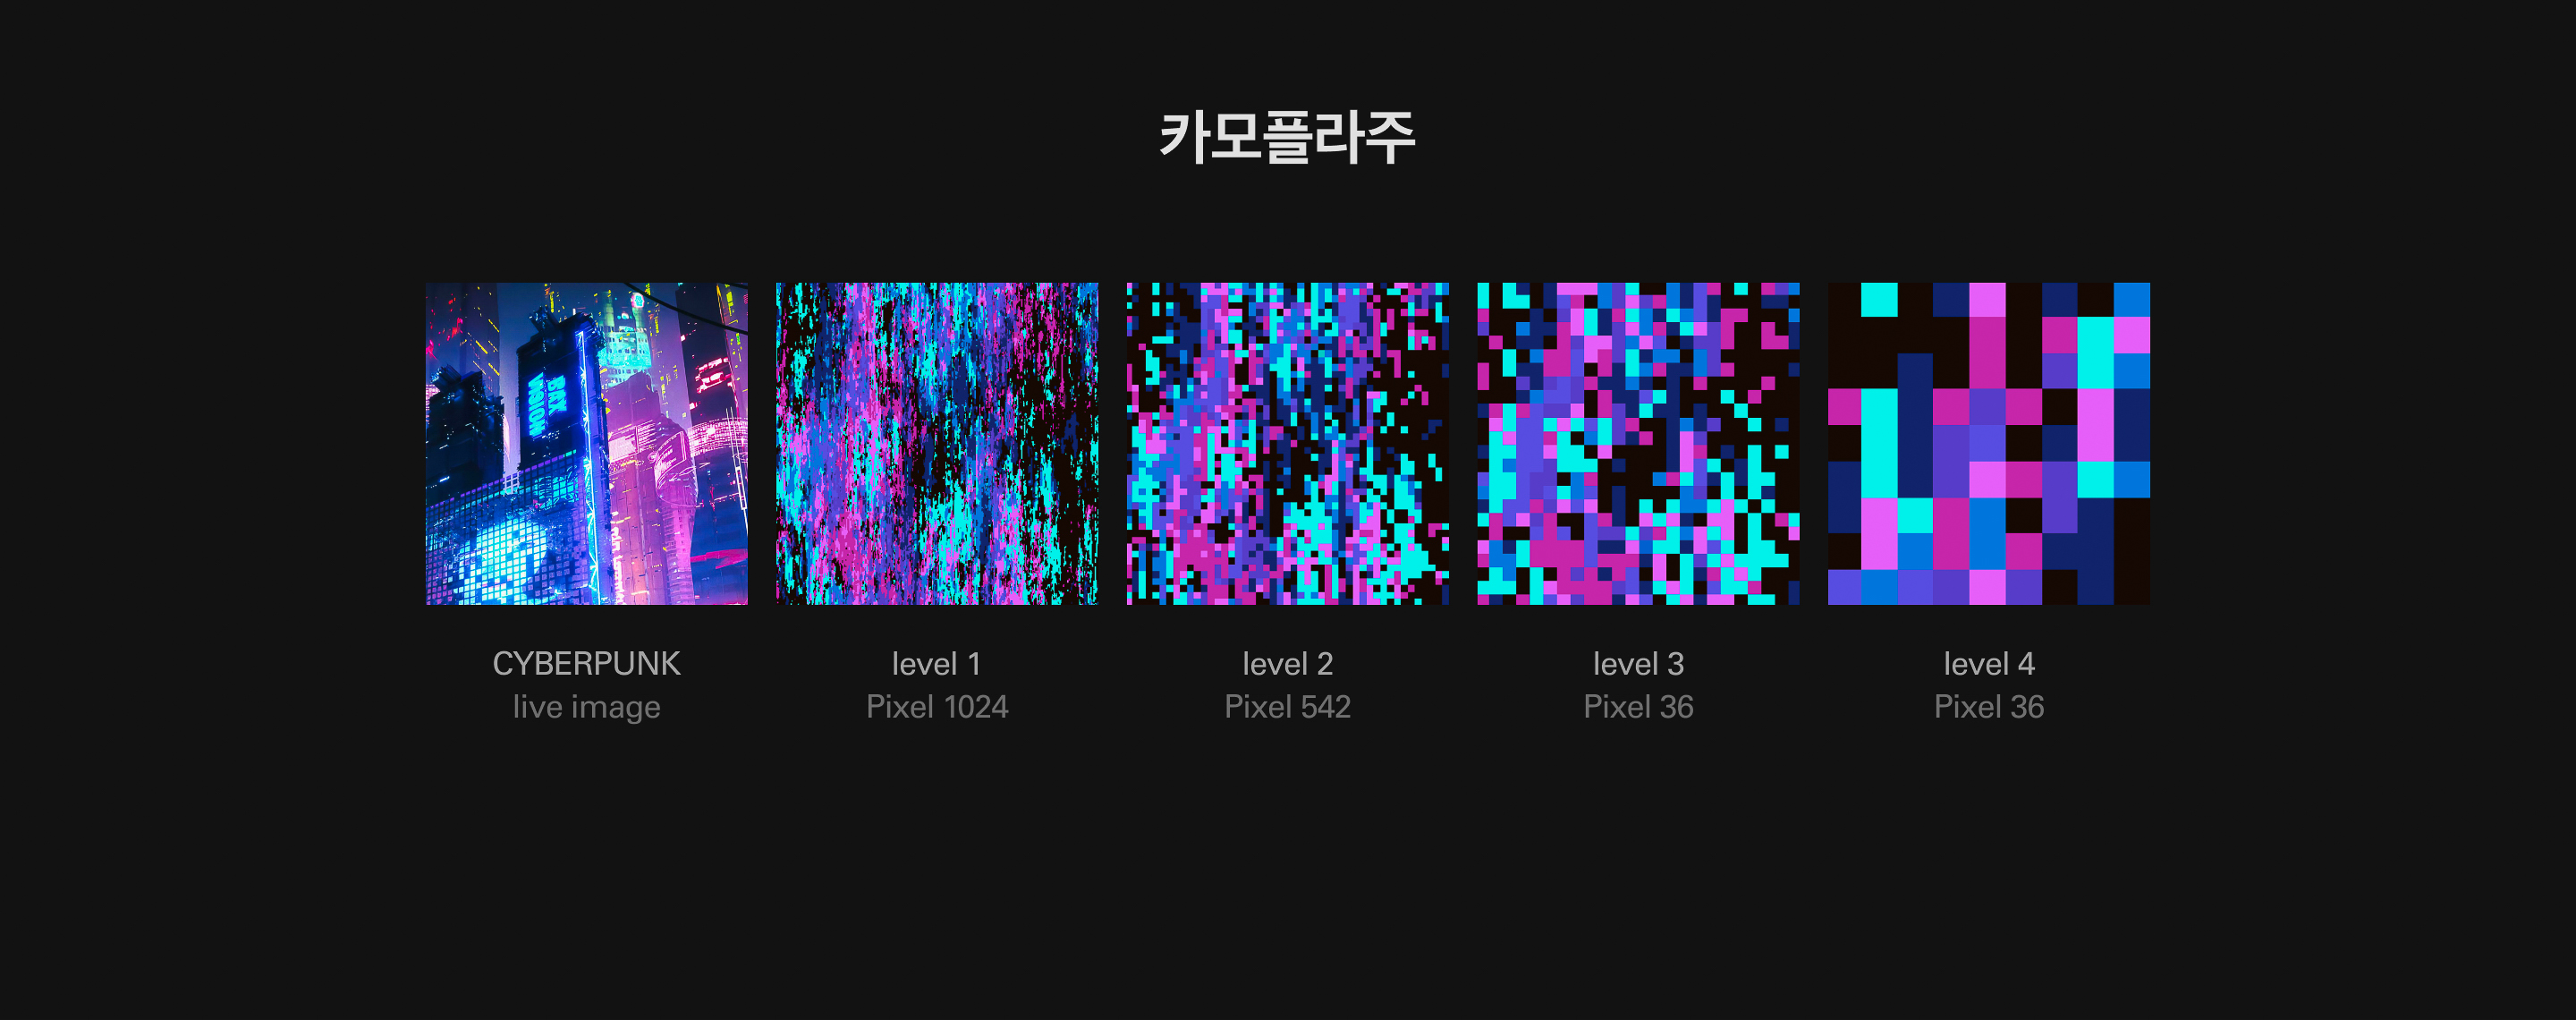 카모플라주
CYBERPUNK
live image
level 1
Pixel 1024
level 2
Pixel 542
level 3
Pixel 36
level 4
Pixel 36